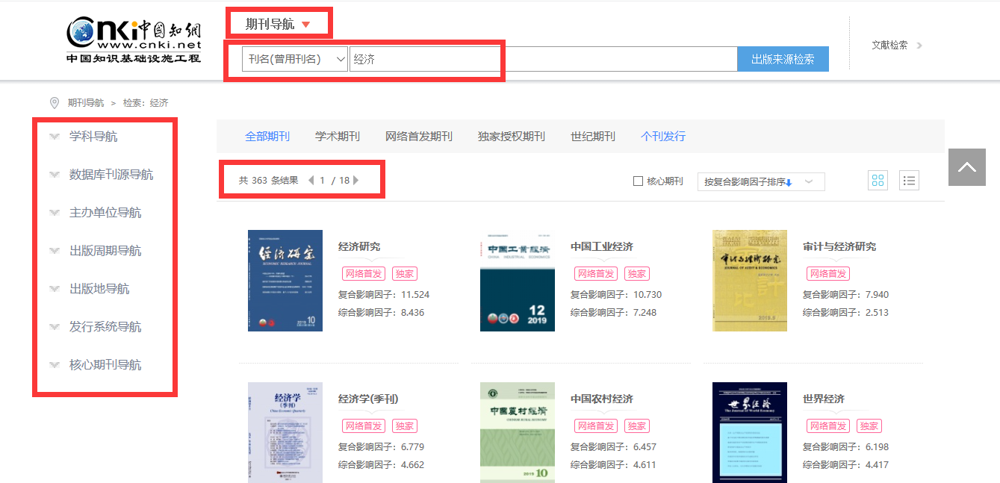 cnki中国知網
www.cnki.net
中国知识基础设施工程
期刊导航
刊名(曾用刊名)
经济
出版来源检索
文献检索
期刊导航 > 检索：经济
学科导航
数据库刊源导航
主办单位导航
出版周期导航
出版地导航
发行系统导航
核心期刊导航
全部期刊 学术期刊 网络首发期刊 独家授权期刊 世纪期刊 个刊发行
共 363 条结果 1 / 18
核心期刊
按复合影响因子排序
经济研究
ECONOMIC RESEARCH JOURNAL
2019 10
经济研究
网络首发 独家
复合影响因子：11.524
综合影响因子：8.436
中国工业经济
CHINA INDUSTRIAL ECONOMICS
12
2019
中国工业经济
网络首发 独家
复合影响因子：10.730
综合影响因子：7.248
审计与经济研究
JOURNAL OF AUDIT & ECONOMICS
审计与经济研究
网络首发
复合影响因子：7.940
综合影响因子：2.513
经济学
(季刊)
China Economic Quarterly
经济学(季刊)
网络首发 独家
复合影响因子：6.779
综合影响因子：4.662
中国农村经济
CHINESE RURAL ECONOMY
2019 10
中国农村经济
网络首发 独家
复合影响因子：6.457
综合影响因子：4.611
世界经济
The Journal of World Economy
世界经济
网络首发 独家
复合影响因子：6.198
综合影响因子：4.417